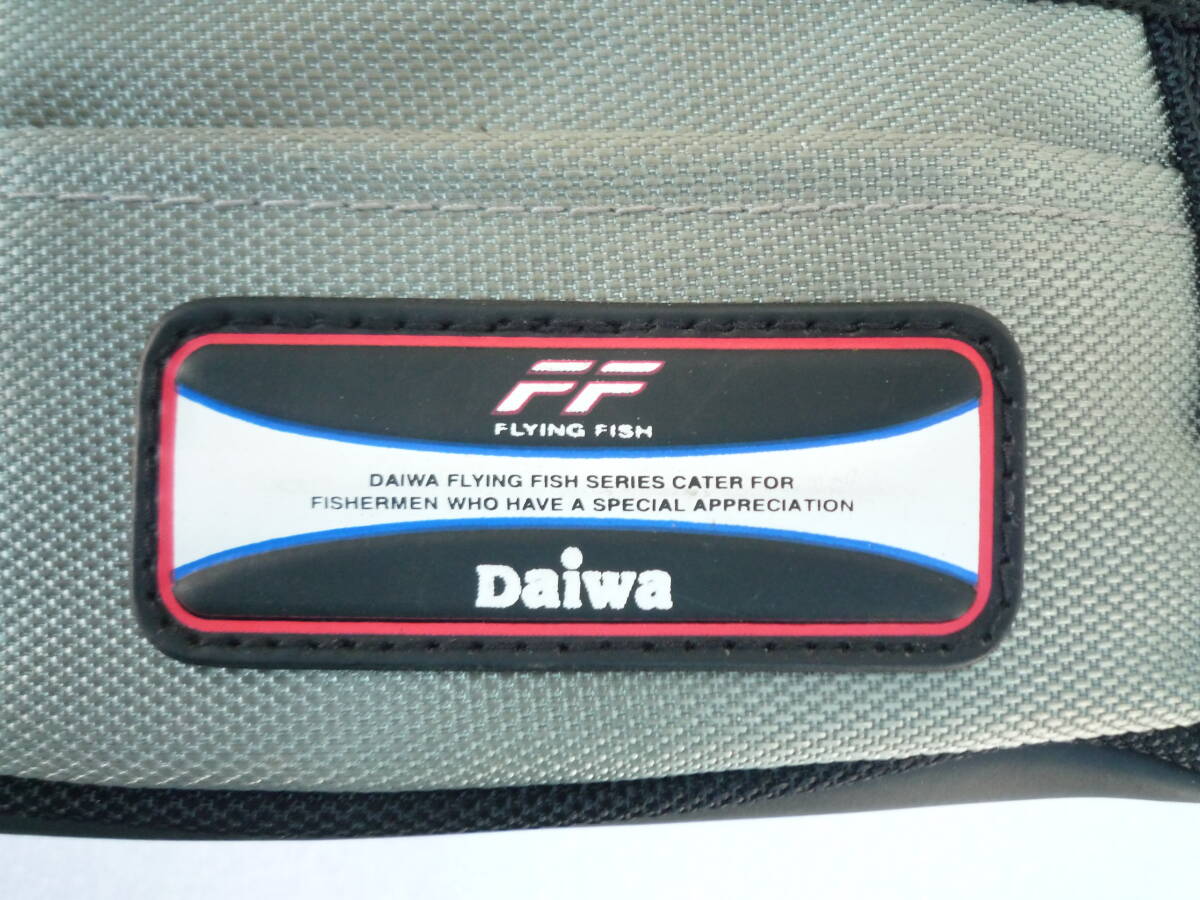 FF
FLYING FISH
DAIWA FLYING FISH SERIES CATER FOR
FISHERMEN WHO HAVE A SPECIAL APPRECIATION
Daiwa